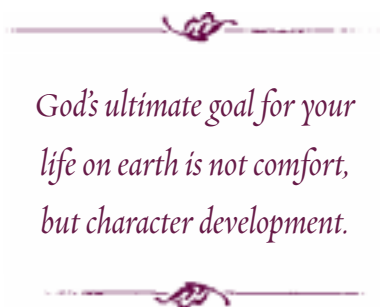 God's ultimate goal for your
life on earth is not comfort,
but character development.